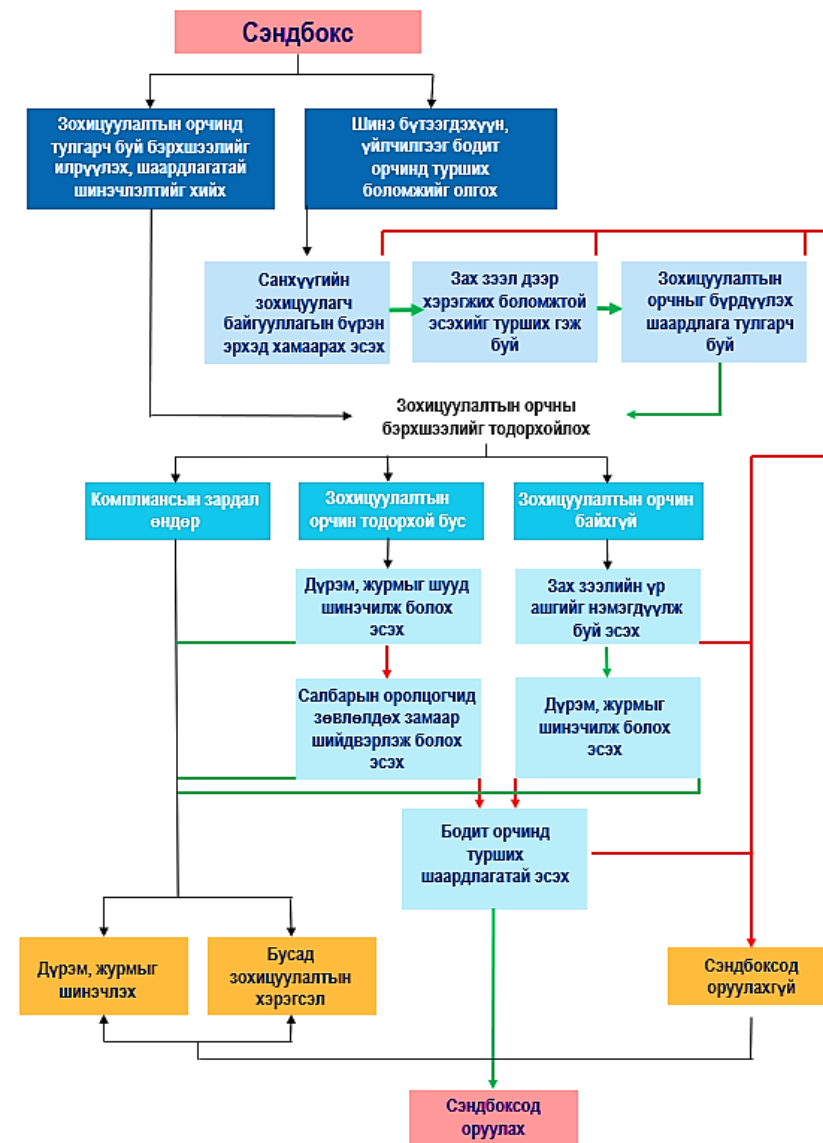 Сэндбокс
Зохицуулалтын орчинд
тулгарч буй бэрхшээлийг
илрүүлэх, шаардлагатай
шинэчлэлтийг хийх
Шинэ бүтээгдэхүүн,
үйлчилгээг бодит
орчинд турших
боломжийг олгох
Санхүүгийн
зохицуулагч
байгууллагын бүрэн
эрхэд хамаарах эсэх
Зах зээл дээр
хэрэгжих боломжтой
эсэхийг турших гэж
буй
Зохицуулалтын
орчныг бүрдүүлэх
шаардлага тулгарч
буй
Зохицуулалтын орчны
бэрхшээлийг тодорхойлох
Комплиансын зардал
өндөр
Зохицуулалтын
орчин тодорхой бус
Зохицуулалтын орчин
байхгүй
Дүрэм, журмыг шууд
шинэчилж болох
эсэх
Зах зээлийн үр
ашгийг нэмэгдүүлж
буй эсэх
Салбарын оролцогчид
зөвлөлдөх замаар
шийдвэрлэж болох
эсэх
Дүрэм, журмыг
шинэчилж болох
эсэх
Бодит орчинд
турших
шаардлагатай эсэх
Дүрэм, журмыг
шинэчлэх
Бусад
зохицуулалтын
хэрэгсэл
Сэндбоксод
оруулахгүй
Сэндбоксод
оруулах